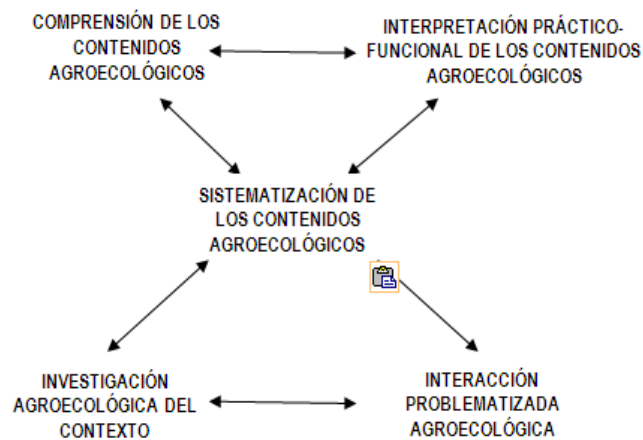 COMPRENSIÓN DE LOS
CONTENIDOS
AGROECOLÓGICOS
INTERPRETACIÓN PRÁCTICO-
FUNCIONAL DE LOS CONTENIDOS
AGROECOLÓGICOS
SISTEMATIZACIÓN DE
LOS CONTENIDOS
AGROECOLÓGICOS
INVESTIGACIÓN
AGROECOLÓGICA DEL
CONTEXTO
INTERACCIÓN
PROBLEMATIZADA
AGROECOLÓGICA